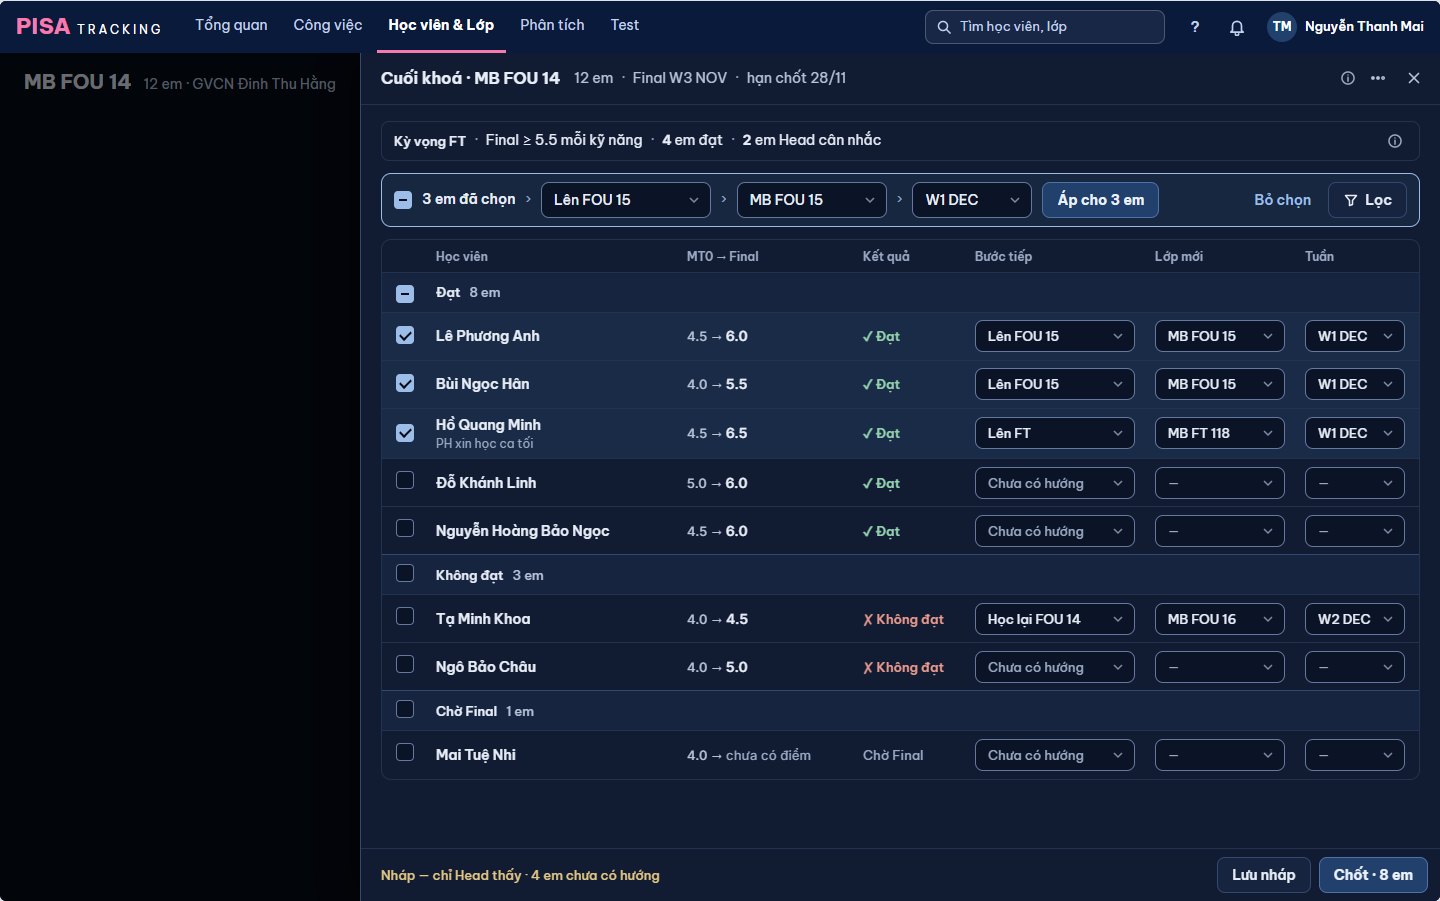 PISA TRACKING Tổng quan Công việc Học viên & Lớp Phân tích Test Tìm học viên, lớp ? TM Nguyễn Thanh Mai
MB FOU 14 12 em · GVCN Đinh Thu Hằng
Cuối khoá · MB FOU 14 12 em · Final W3 NOV · hạn chốt 28/11
Kỳ vọng FT · Final ≥ 5.5 mỗi kỹ năng · 4 em đạt · 2 em Head cân nhắc
3 em đã chọn › Lên FOU 15 › MB FOU 15 › W1 DEC Áp cho 3 em Bỏ chọn Lọc
Học viên MT0 → Final Kết quả Bước tiếp Lớp mới Tuần
Đạt 8 em
Lê Phương Anh 4.5 → 6.0 ✓ Đạt Lên FOU 15 MB FOU 15 W1 DEC
Bùi Ngọc Hân 4.0 → 5.5 ✓ Đạt Lên FOU 15 MB FOU 15 W1 DEC
Hồ Quang Minh 4.5 → 6.5 ✓ Đạt Lên FT MB FT 118 W1 DEC
PH xin học ca tối
Đỗ Khánh Linh 5.0 → 6.0 ✓ Đạt Chưa có hướng — —
Nguyễn Hoàng Bảo Ngọc 4.5 → 6.0 ✓ Đạt Chưa có hướng — —
Không đạt 3 em
Tạ Minh Khoa 4.0 → 4.5 ✗ Không đạt Học lại FOU 14 MB FOU 16 W2 DEC
Ngô Bảo Châu 4.0 → 5.0 ✗ Không đạt Chưa có hướng — —
Chờ Final 1 em
Mai Tuệ Nhi 4.0 → chưa có điểm Chờ Final Chưa có hướng — —
Nháp — chỉ Head thấy · 4 em chưa có hướng Lưu nháp Chốt · 8 em